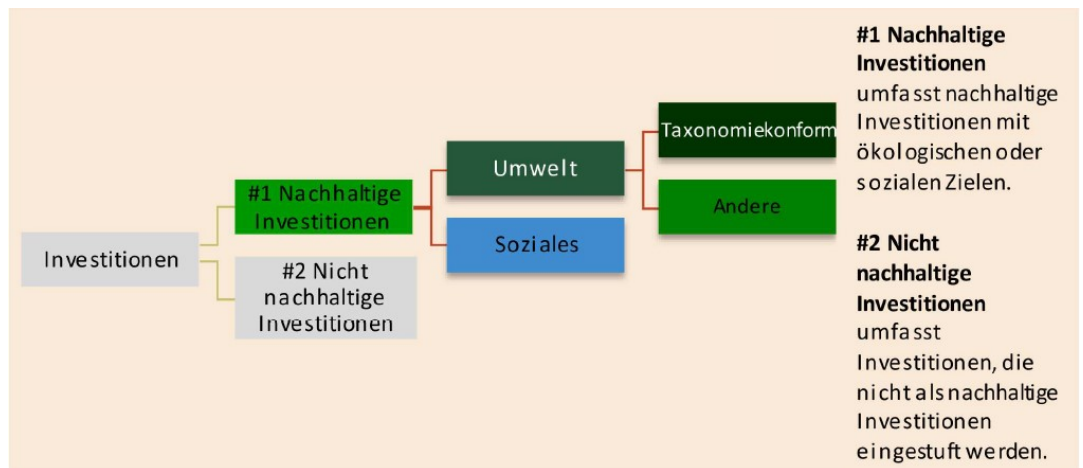 Investitionen
#1 Nachhaltige
Investitionen
#2 Nicht
nachhaltige
Investitionen
Umwelt
Soziales
Taxonomiekonform
Andere
#1 Nachhaltige
Investitionen
umfasst nachhaltige
Investitionen mit
ökologischen oder
sozialen Zielen.
#2 Nicht
nachhaltige
Investitionen
umfasst
Investitionen, die
nicht als nachhaltige
Investitionen
eingestuft werden.